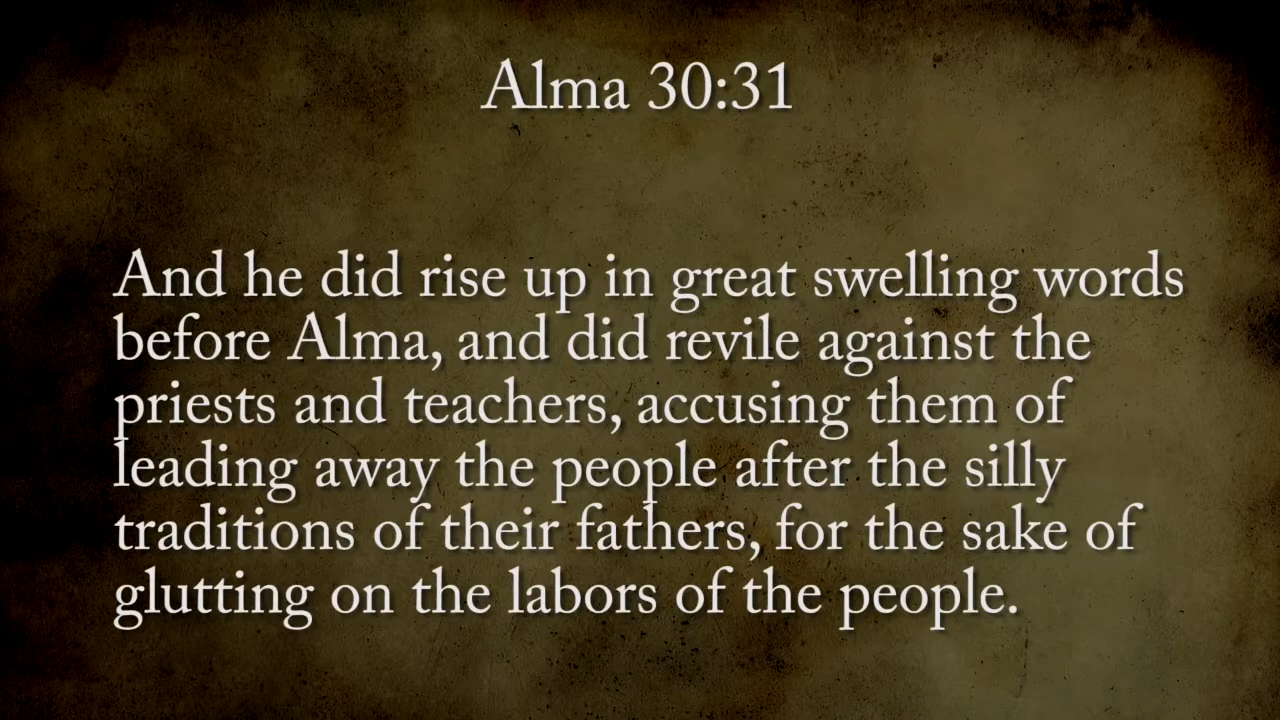 Alma 30:31
And he did rise up in great swelling words
before Alma, and did revile against the
priests and teachers, accusing them of
leading away the people after the silly
traditions of their fathers, for the sake of
glutting on the labors of the people.